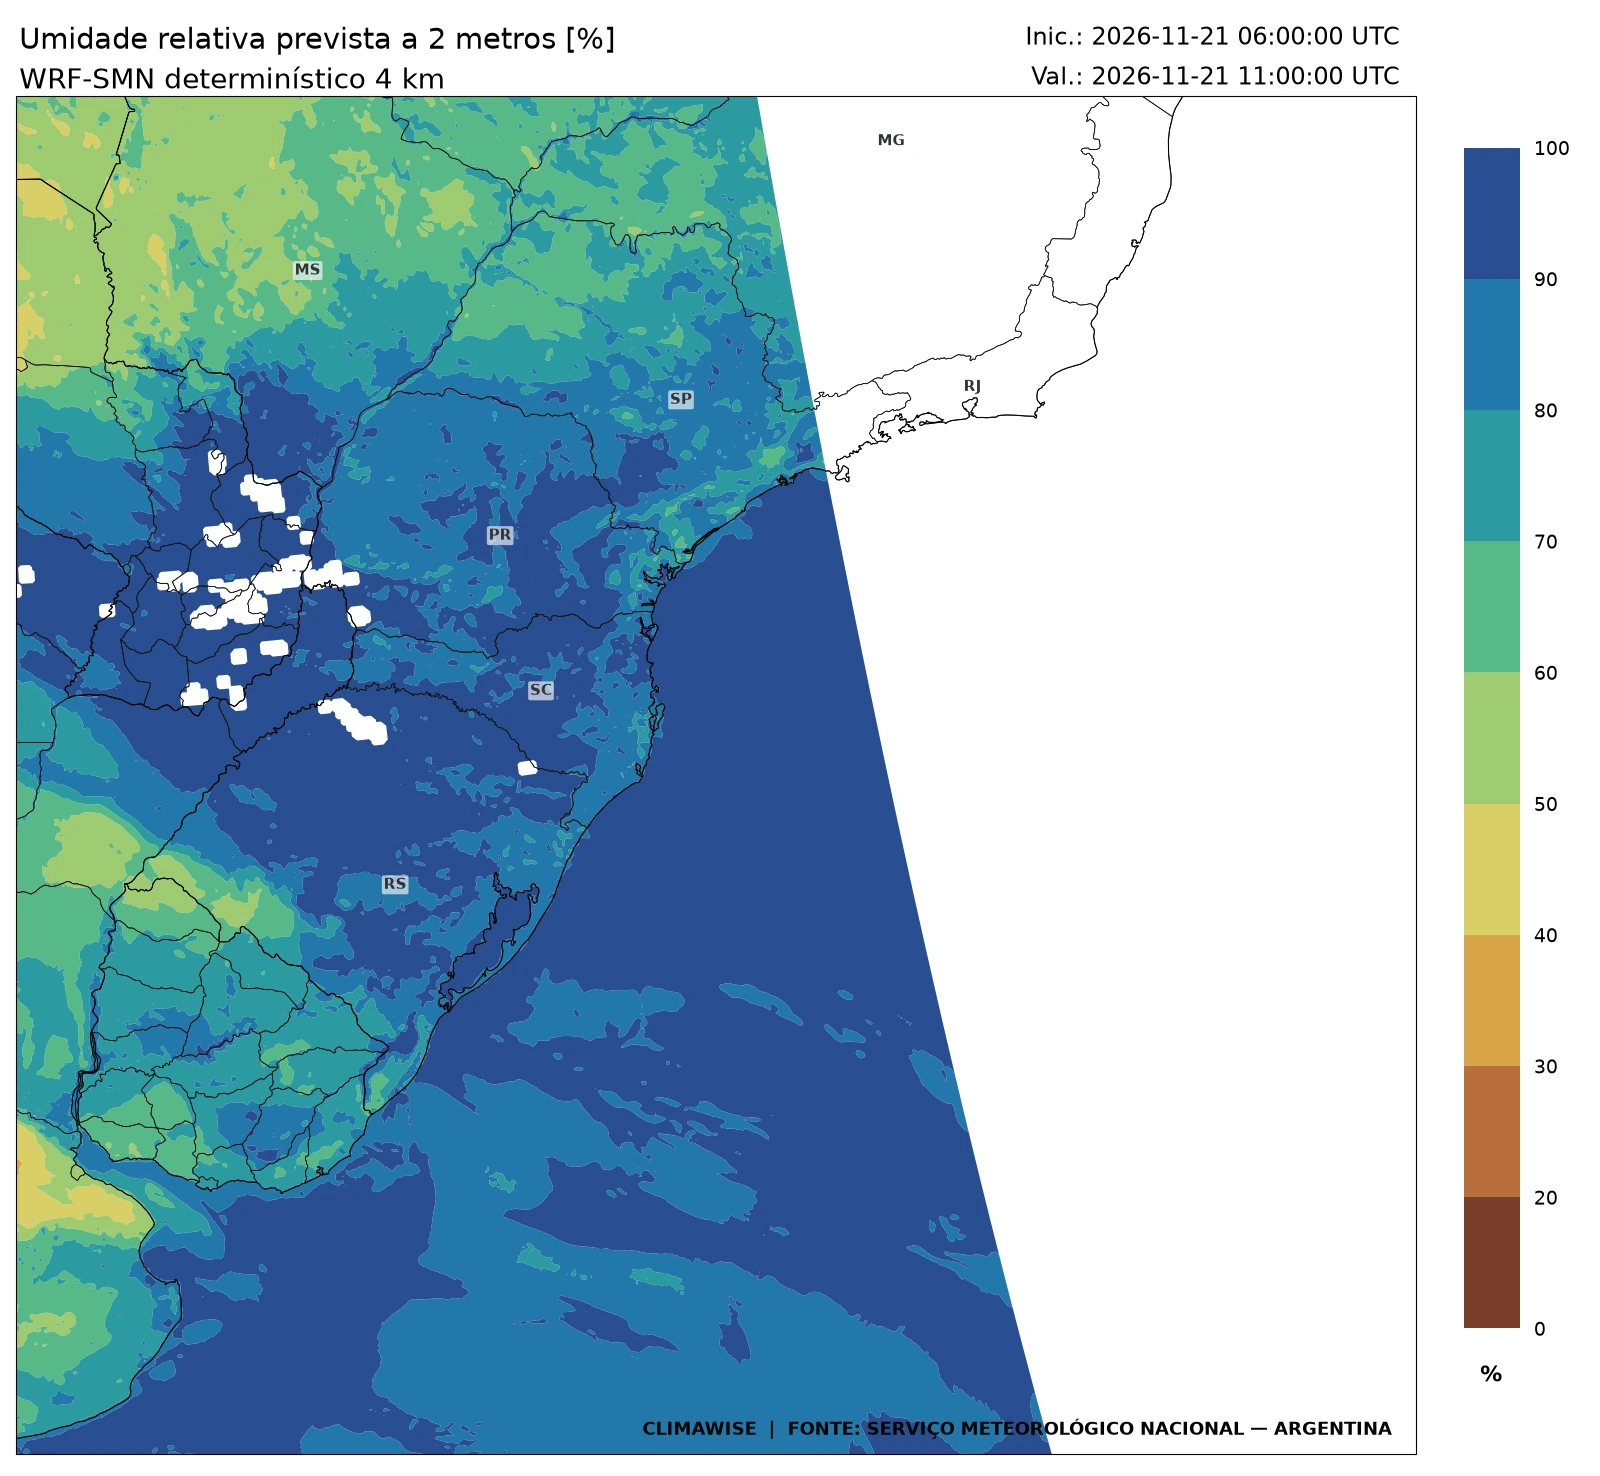 Umidade relativa prevista a 2 metros [%]
WRF-SMN determinístico 4 km
Inic.: 2026-11-21 06:00:00 UTC
Val.: 2026-11-21 11:00:00 UTC
MG
MS
RJ
SP
PR
SC
RS
100
90
80
70
60
50
40
30
20
0
%
CLIMAWISE | FONTE: SERVIÇO METEOROLÓGICO NACIONAL — ARGENTINA